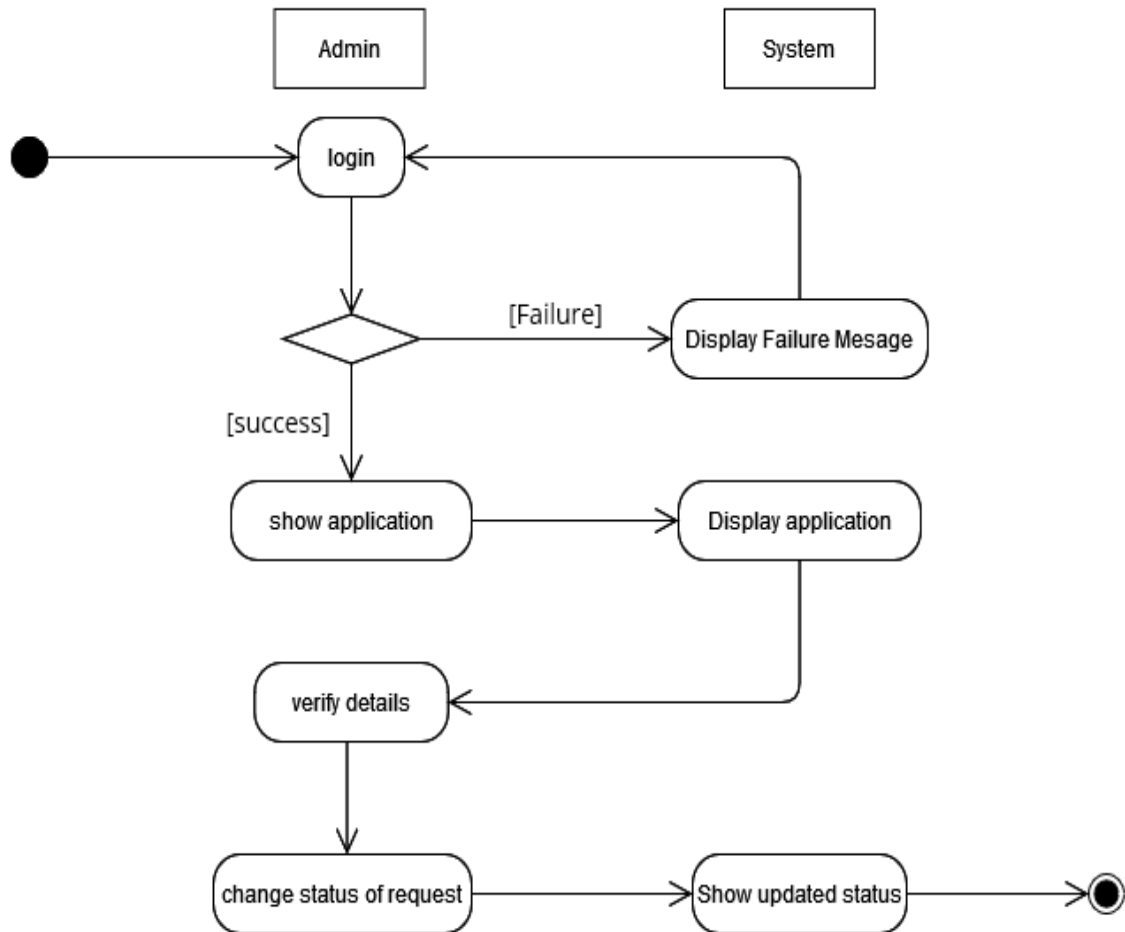 Admin
System
login
[Failure]
Display Failure Mesage
[success]
show application
Display application
verify details
change status of request
Show updated status